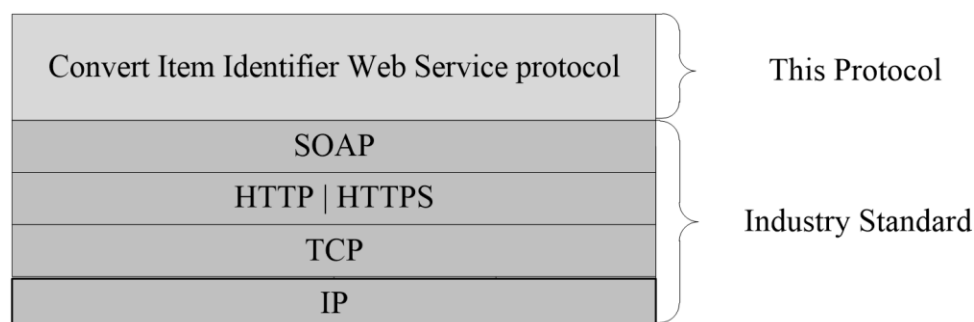 Convert Item Identifier Web Service protocol
This Protocol
SOAP
HTTP | HTTPS
Industry Standard
TCP
IP